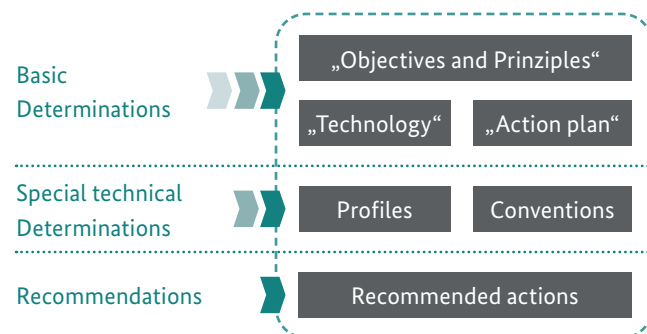 Basic
Determinations
„Objectives and Prinziples“
„Technology“
„Action plan“
Special technical
Determinations
Profiles
Conventions
Recommendations
Recommended actions